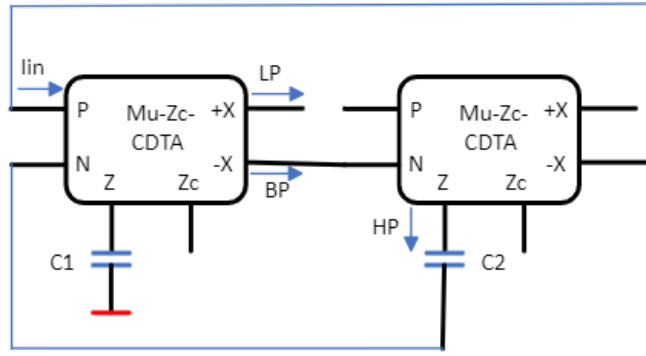 Iin
P
Mu-Zc-
CDTA
+X
N
-X
Z
Zc
LP
BP
C1
P
Mu-Zc-
CDTA
+X
N
-X
Z
Zc
HP
C2